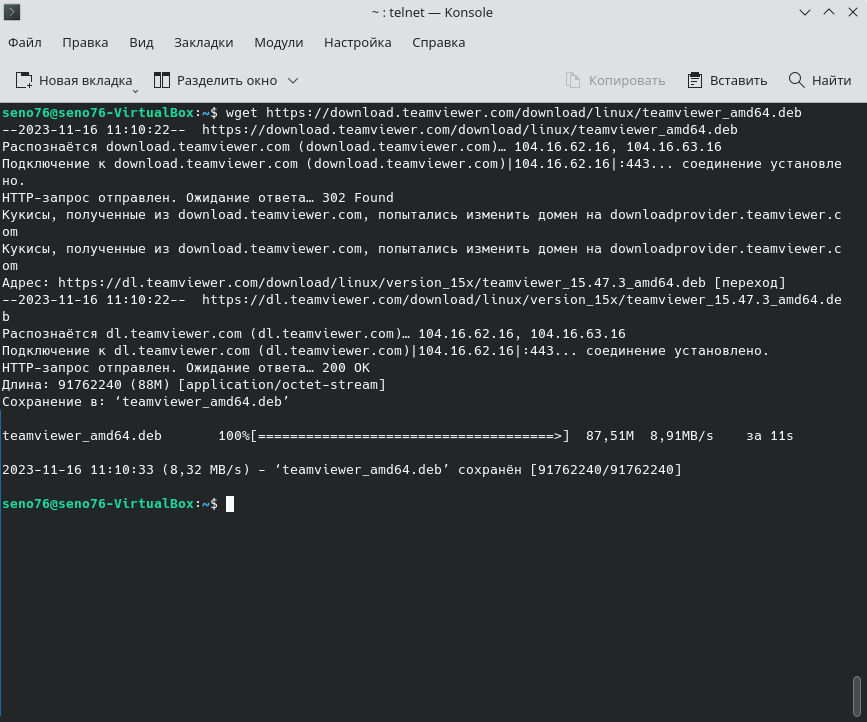 ~ : telnet — Konsole
Файл Правка Вид Закладки Модули Настройка Справка
Новая вкладка Разделить окно Копировать Вставить Найти
seno76@seno76-VirtualBox:~$ wget https://download.teamviewer.com/download/linux/teamviewer_amd64.deb
--2023-11-16 11:10:22--  https://download.teamviewer.com/download/linux/teamviewer_amd64.deb
Распознаётся download.teamviewer.com (download.teamviewer.com)… 104.16.62.16, 104.16.63.16
Подключение к download.teamviewer.com (download.teamviewer.com)|104.16.62.16|:443... соединение установле
но.
HTTP-запрос отправлен. Ожидание ответа… 302 Found
Кукисы, полученные из download.teamviewer.com, попытались изменить домен на downloadprovider.teamviewer.c
om
Кукисы, полученные из download.teamviewer.com, попытались изменить домен на downloadprovider.teamviewer.c
om
Адрес: https://dl.teamviewer.com/download/linux/version_15x/teamviewer_15.47.3_amd64.deb [переход]
--2023-11-16 11:10:22--  https://dl.teamviewer.com/download/linux/version_15x/teamviewer_15.47.3_amd64.de
b
Распознаётся dl.teamviewer.com (dl.teamviewer.com)… 104.16.62.16, 104.16.63.16
Подключение к dl.teamviewer.com (dl.teamviewer.com)|104.16.62.16|:443... соединение установлено.
HTTP-запрос отправлен. Ожидание ответа… 200 OK
Длина: 91762240 (88M) [application/octet-stream]
Сохранение в: ‘teamviewer_amd64.deb’
teamviewer_amd64.deb       100%[=====================================>]  87,51M  8,91MB/s    за 11s
2023-11-16 11:10:33 (8,32 MB/s) - ‘teamviewer_amd64.deb’ сохранён [91762240/91762240]
seno76@seno76-VirtualBox:~$